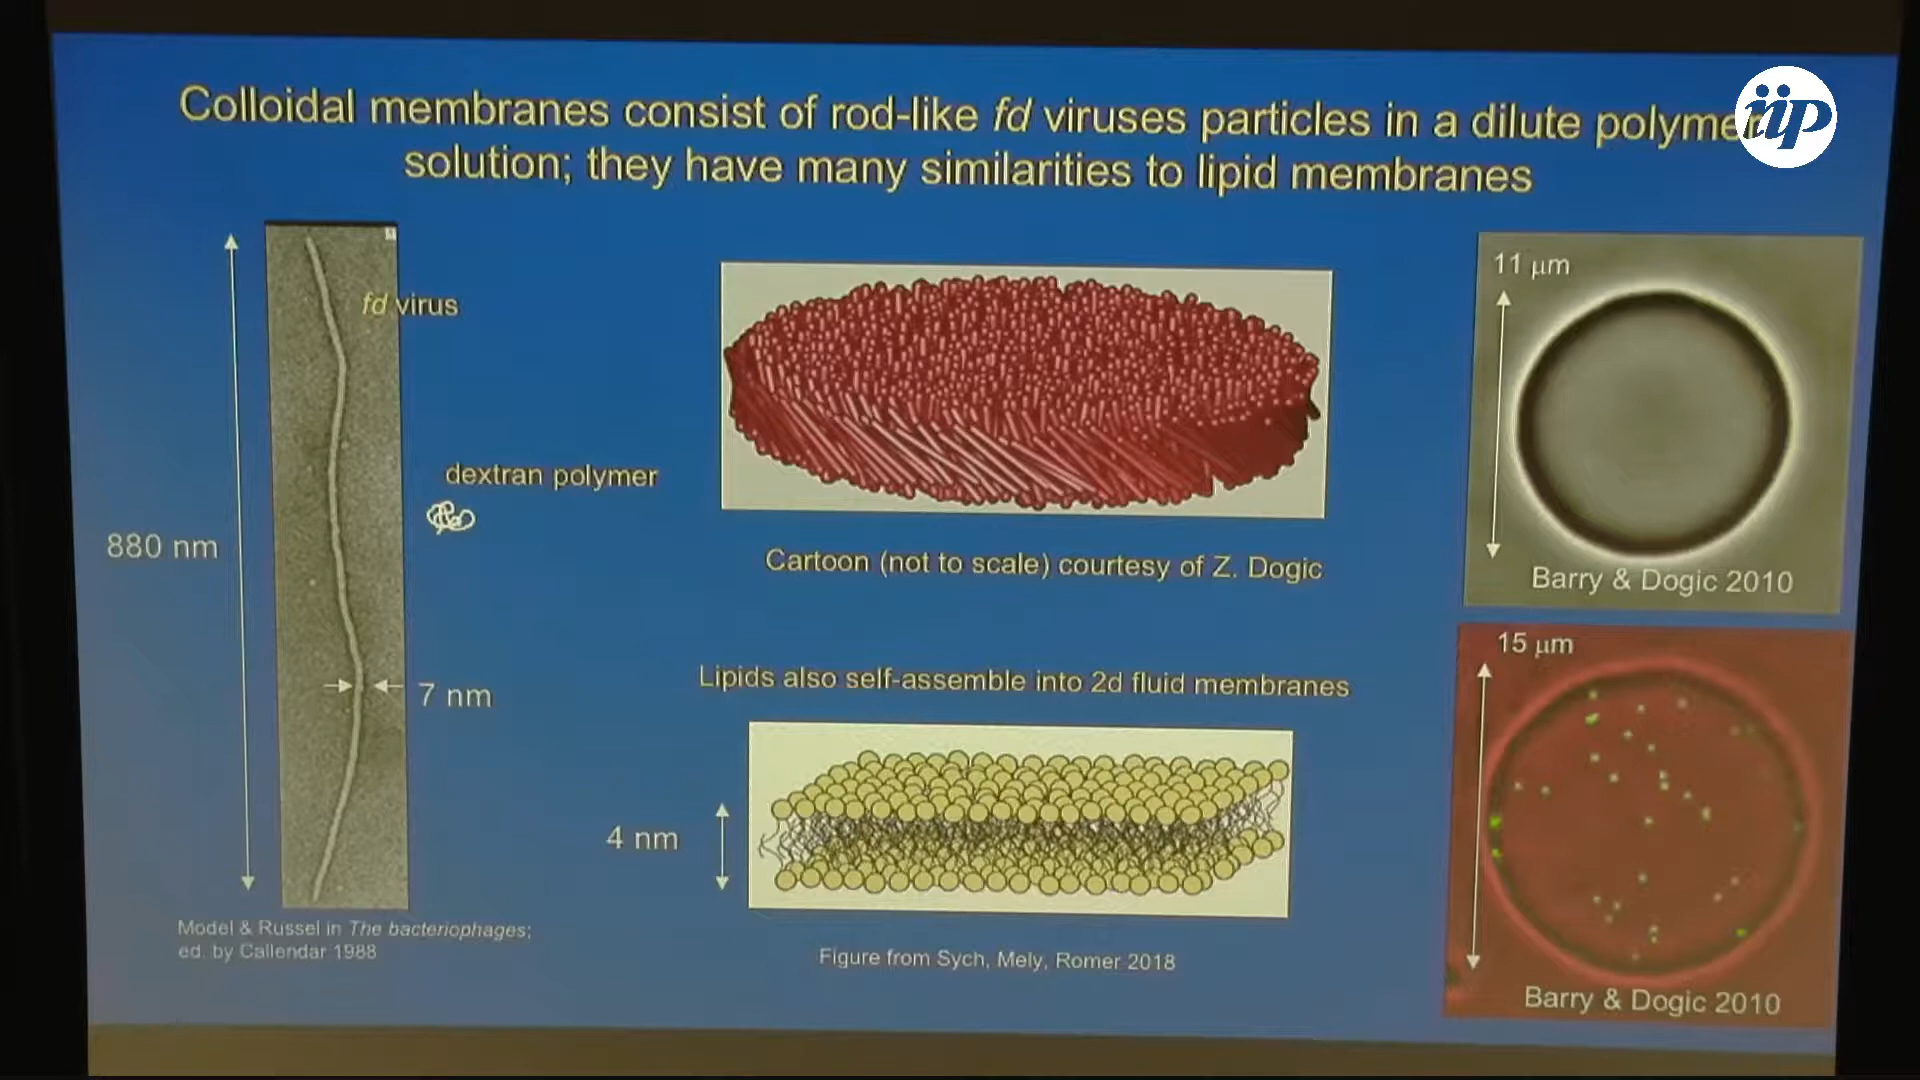 Colloidal membranes consist of rod-like fd viruses particles in a dilute polymer
solution; they have many similarities to lipid membranes
iip
fd virus
dextran polymer
880 nm
7 nm
Model & Russel in The bacteriophages;
ed. by Callendar 1988
Cartoon (not to scale) courtesy of Z. Dogic
Lipids also self-assemble into 2d fluid membranes
4 nm
Figure from Sych, Mely, Romer 2018
11 μm
Barry & Dogic 2010
15 μm
Barry & Dogic 2010